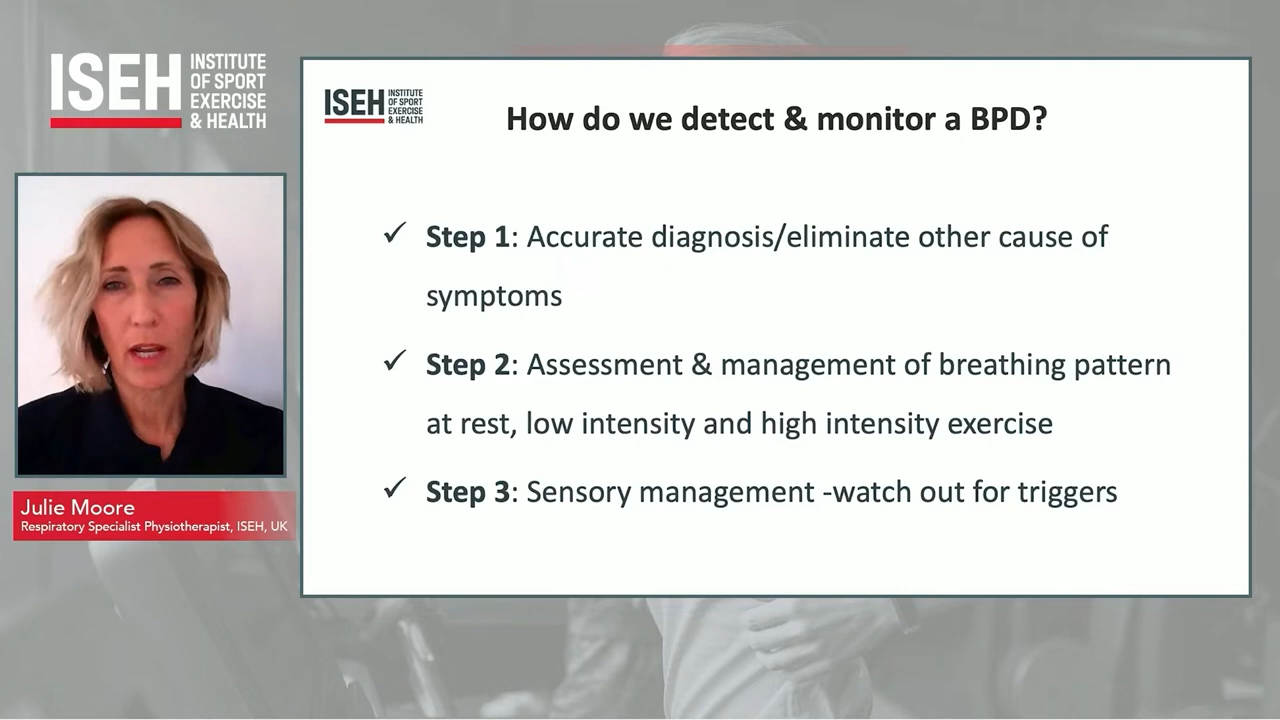 ISEH
INSTITUTE
OF SPORT
EXERCISE
& HEALTH
ISEH
INSTITUTE
OF SPORT
EXERCISE
& HEALTH
How do we detect & monitor a BPD?
✓ Step 1: Accurate diagnosis/eliminate other cause of
symptoms
✓ Step 2: Assessment & management of breathing pattern
at rest, low intensity and high intensity exercise
✓ Step 3: Sensory management -watch out for triggers
Julie Moore
Respiratory Specialist Physiotherapist, ISEH, UK